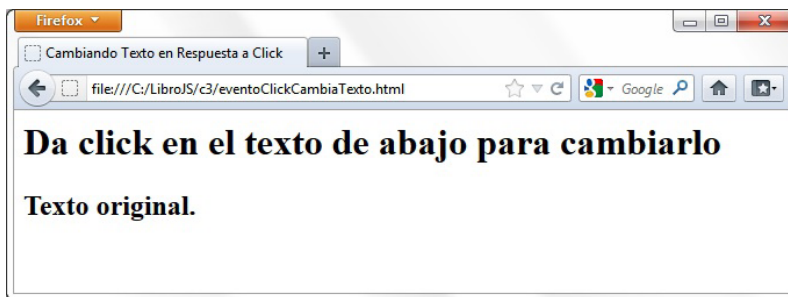 Firefox
Cambiando Texto en Respuesta a Click
file:///C:/LibroJS/c3/eventoClickCambiaTexto.html
Google
Da click en el texto de abajo para cambiarlo
Texto original.